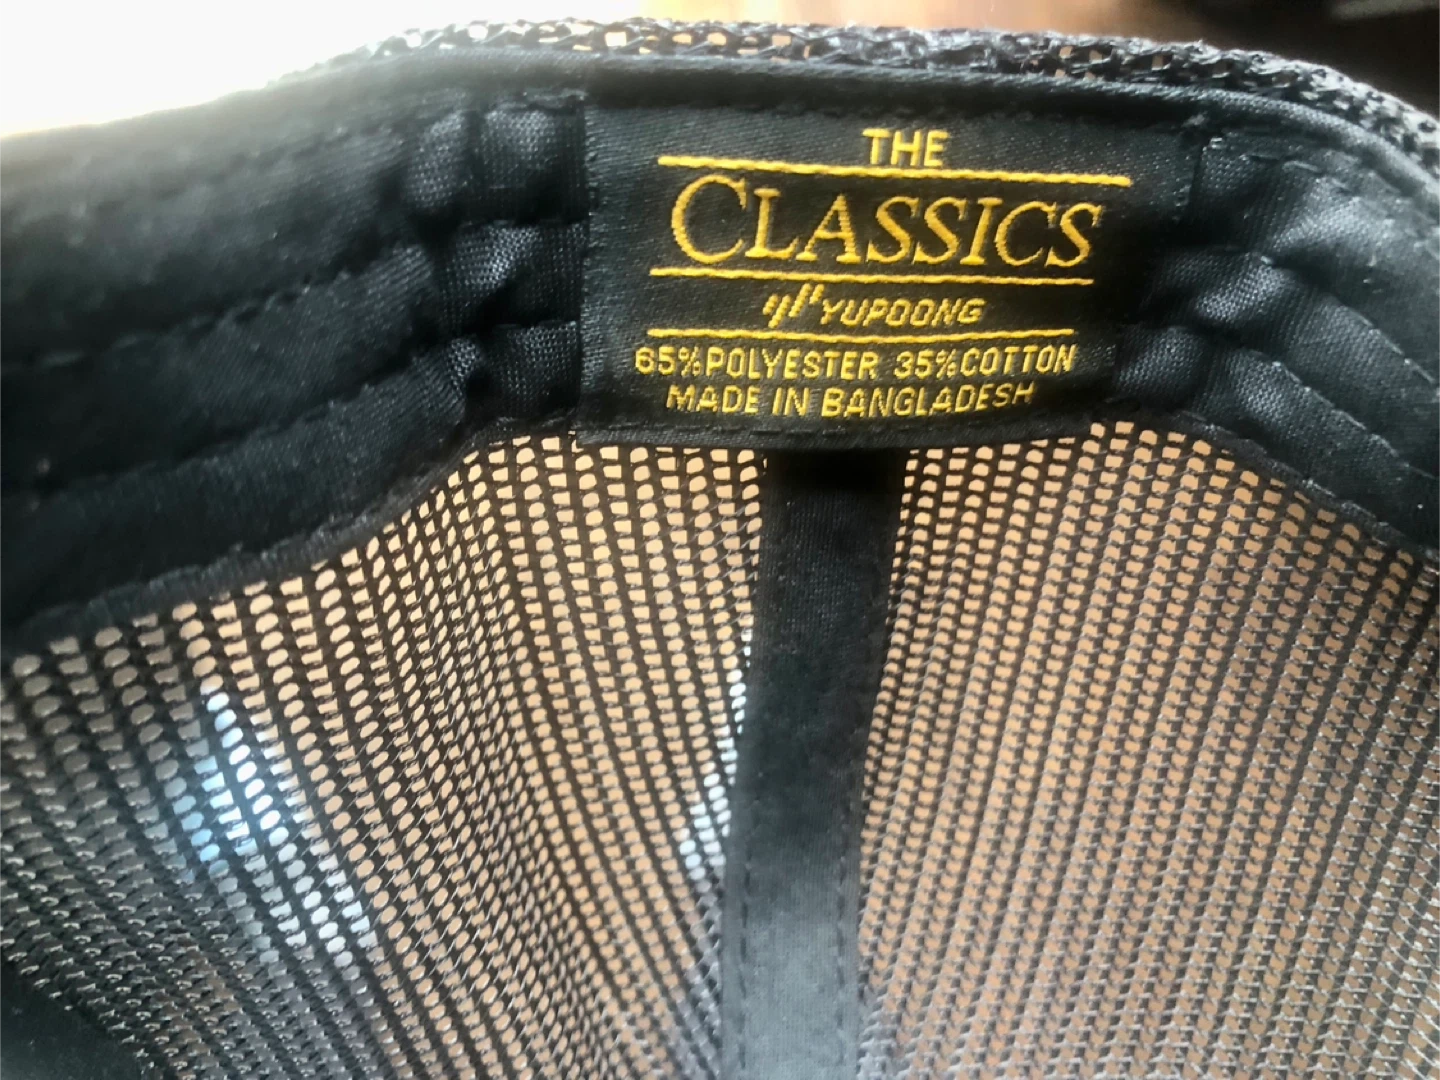 THE
CLASSICS
YUPOONG
65%POLYESTER 35%COTTON
MADE IN BANGLADESH